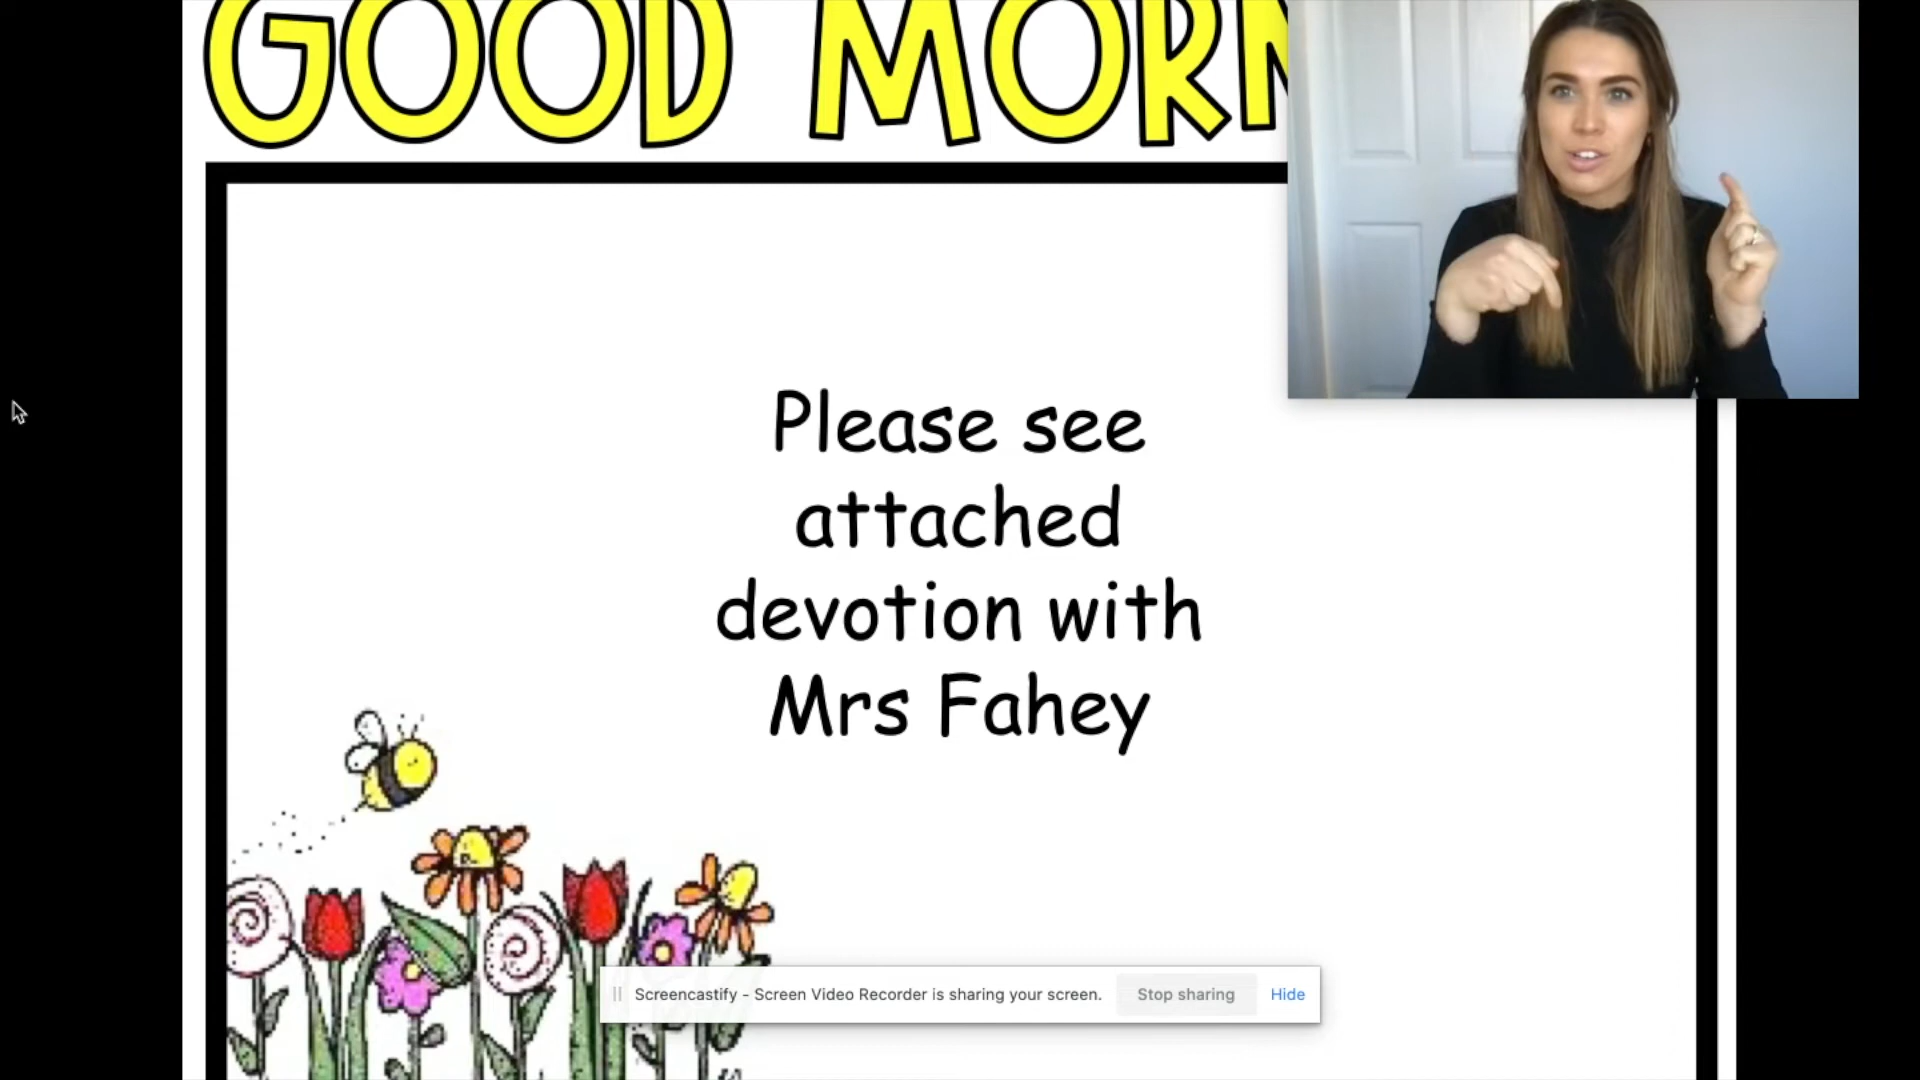 GOOD MORN
Please see
attached
devotion with
Mrs Fahey
Screencastify - Screen Video Recorder is sharing your screen.
Stop sharing
Hide